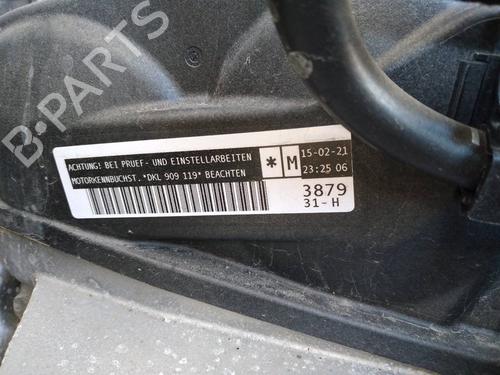 B-PARTS
ACHTUNG: BEI PRUEF- UND EINSTELLARBEITEN
MOTORKENNBUCHST. *DKL 909 119* BEACHTEN
* M
15-02-21
23:25 06
3879
31-H